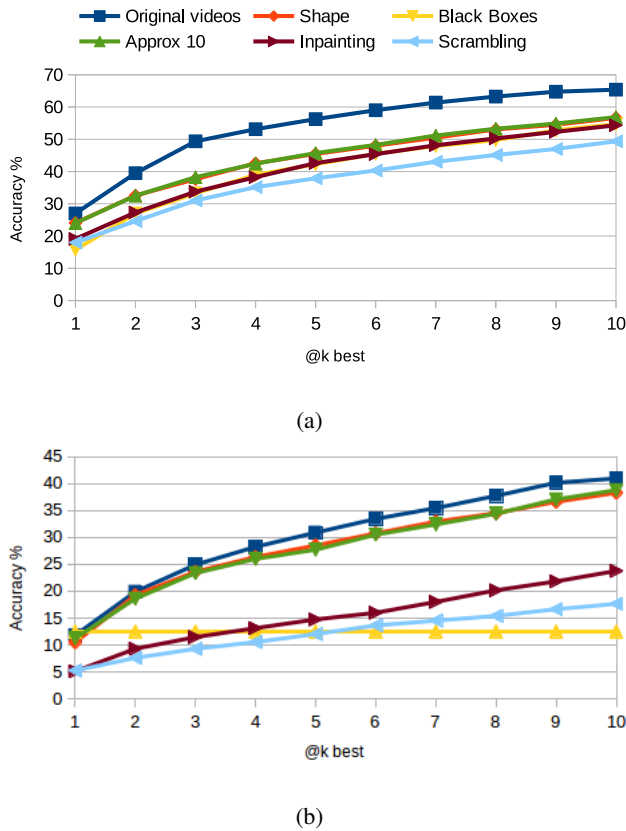 Original videos Shape Black Boxes
Approx 10 Inpainting Scrambling
70
60
50
40
30
20
10
0
Accuracy %
1 2 3 4 5 6 7 8 9 10
@k best
(a)
45
40
35
30
25
20
15
10
5
0
Accuracy %
1 2 3 4 5 6 7 8 9 10
@k best
(b)